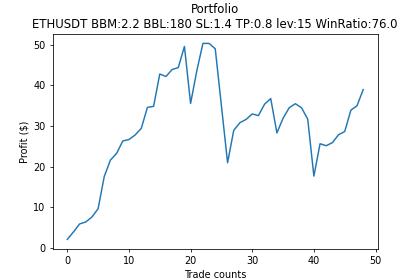 Portfolio
ETHUSDT BBM:2.2 BBL:180 SL:1.4 TP:0.8 lev:15 WinRatio:76.0
50
40
30
20
10
0
Profit ($)
0 10 20 30 40 50
Trade counts